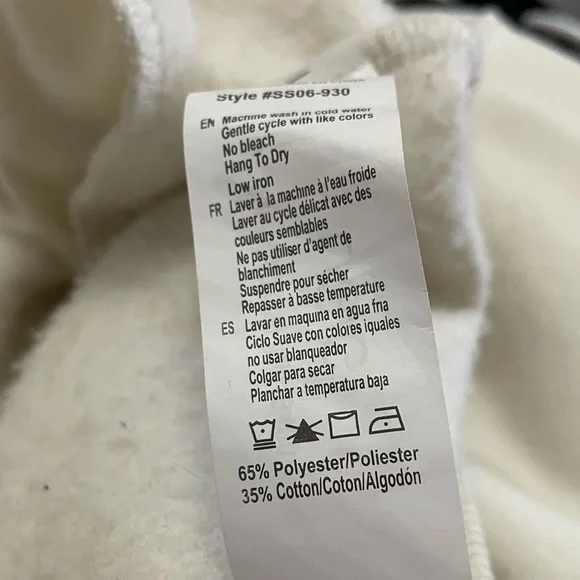 Style #SS06-930
EN Machine wash in cold water
Gentle cycle with like colors
No bleach
Hang To Dry
Low iron
FR Laver à la machine à l'eau froide
Laver au cycle délicat avec des
couleurs semblables
Ne pas utiliser d'agent de
blanchiment
Suspendre pour sécher
Repasser à basse temperature
ES Lavar en maquina en agua fria
Ciclo Suave con colores iquales
no usar blanqueador
Colgar para secar
Planchar a temperatura baja
65% Polyester/Poliester
35% Cotton/Coton/Algodón